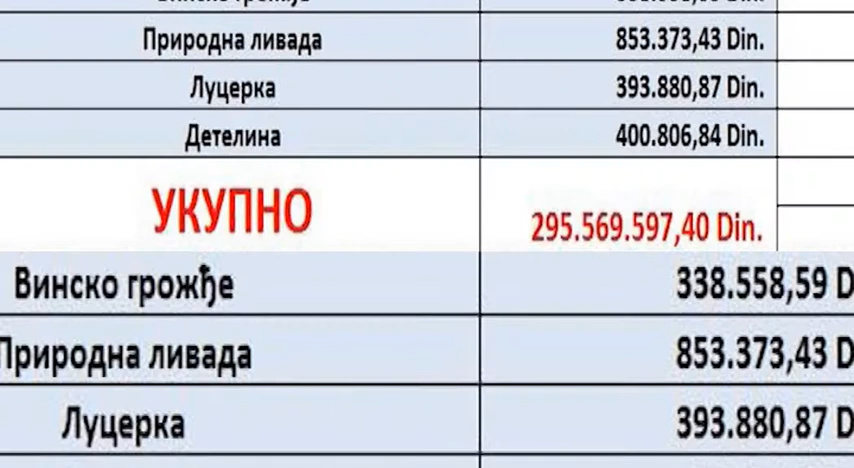 Природна ливада 853.373,43 Din.
Луцерка 393.880,87 Din.
Детелина 400.806,84 Din.
УКУПНО 295.569.597,40 Din.
Винско грожђе 338.558,59 D
Природна ливада 853.373,43 D
Луцерка 393.880,87 D